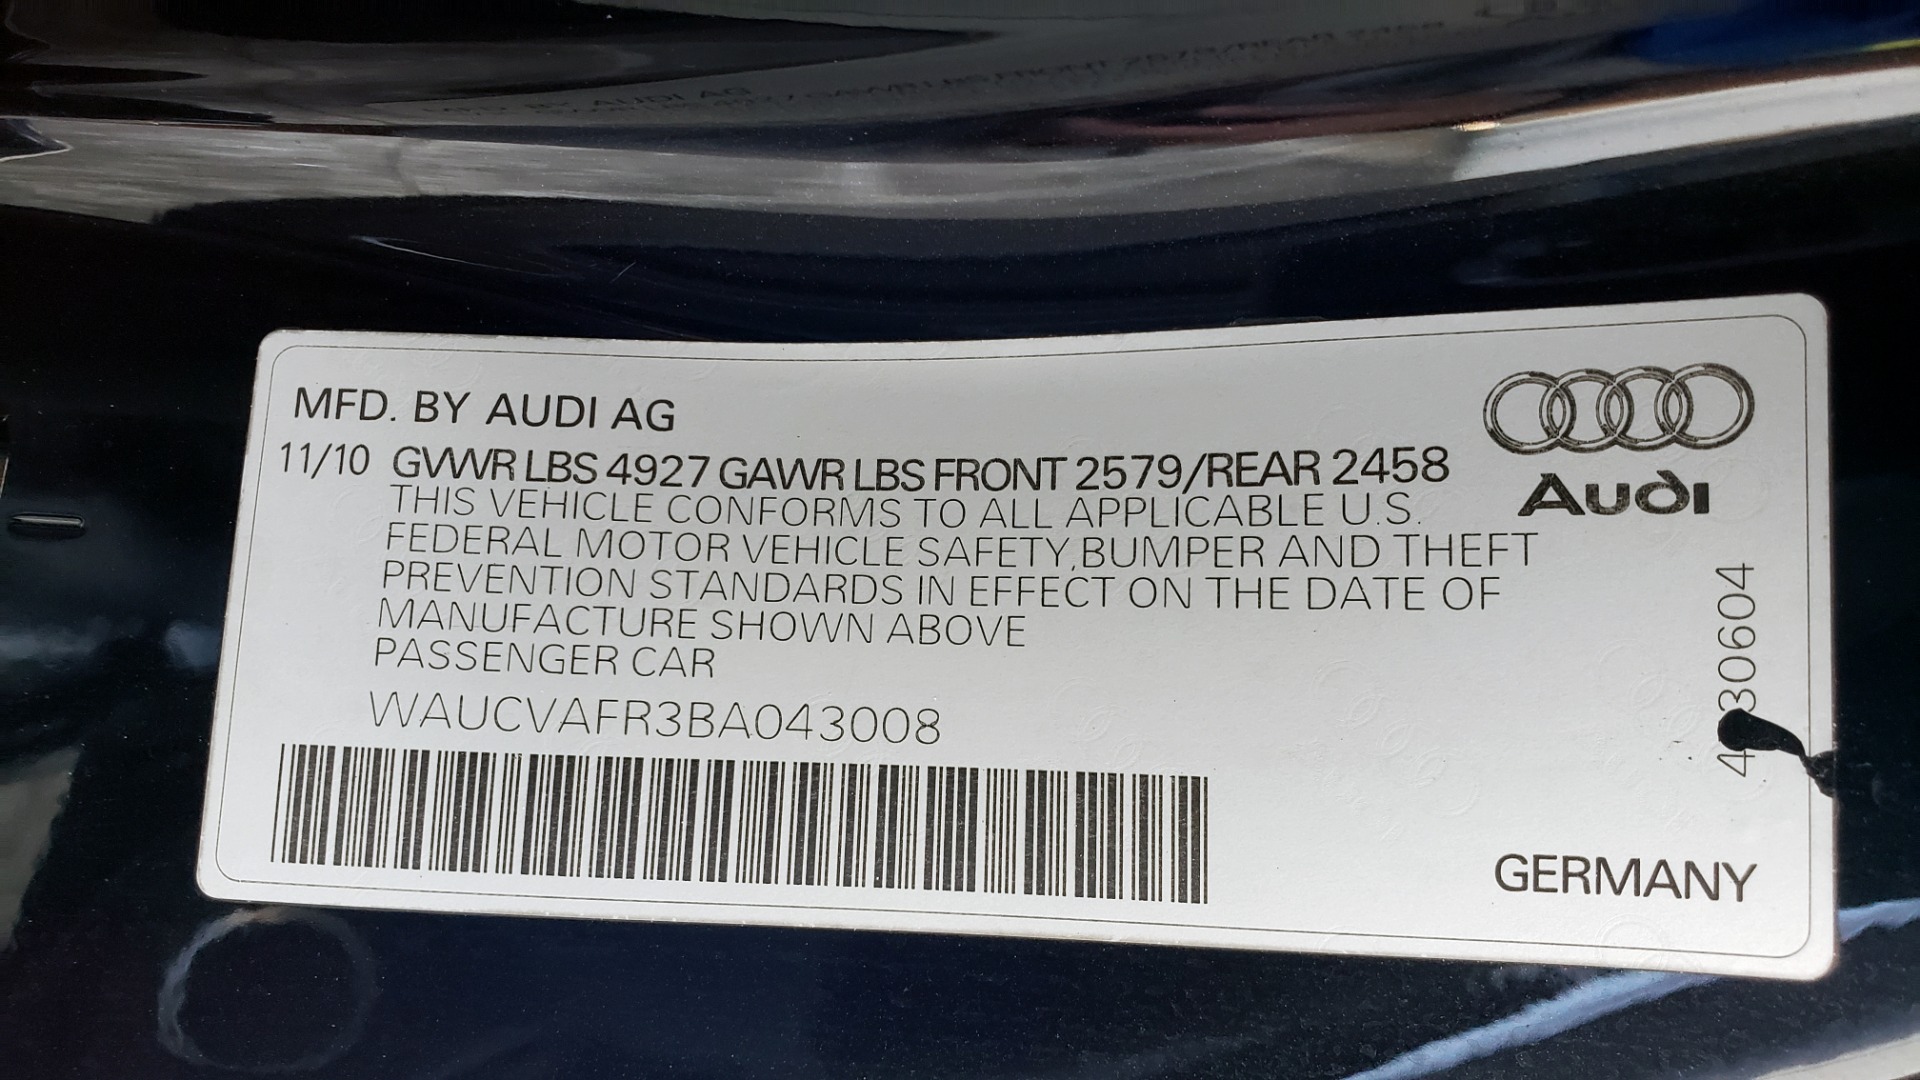 MFD. BY AUDI AG
11/10 GVWR LBS 4927 GAWR LBS FRONT 2579/REAR 2458
THIS VEHICLE CONFORMS TO ALL APPLICABLE U.S.
FEDERAL MOTOR VEHICLE SAFETY,BUMPER AND THEFT
PREVENTION STANDARDS IN EFFECT ON THE DATE OF
MANUFACTURE SHOWN ABOVE
PASSENGER CAR
WAUCVAFR3BA043008
Audi
GERMANY